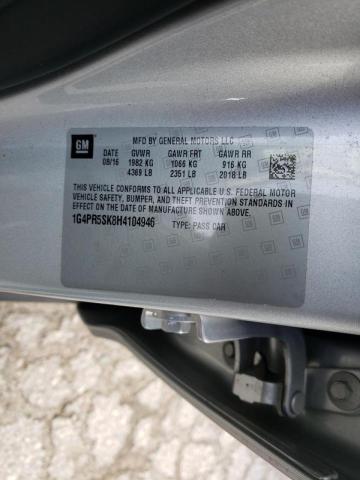 GM
MFD BY GENERAL MOTORS LLC
DATE GVWR GAWR FRT GAWR RR
08/16 1982 KG 1066 KG 916 KG
4369 LB 2351 LB 2018 LB
THIS VEHICLE CONFORMS TO ALL APPLICABLE U.S. FEDERAL MOTOR
VEHICLE SAFETY, BUMPER, AND THEFT PREVENTION STANDARDS
IN EFFECT ON THE DATE OF MANUFACTURE SHOWN ABOVE.
1G4PR5SK8H4104946 TYPE: PASS CAR